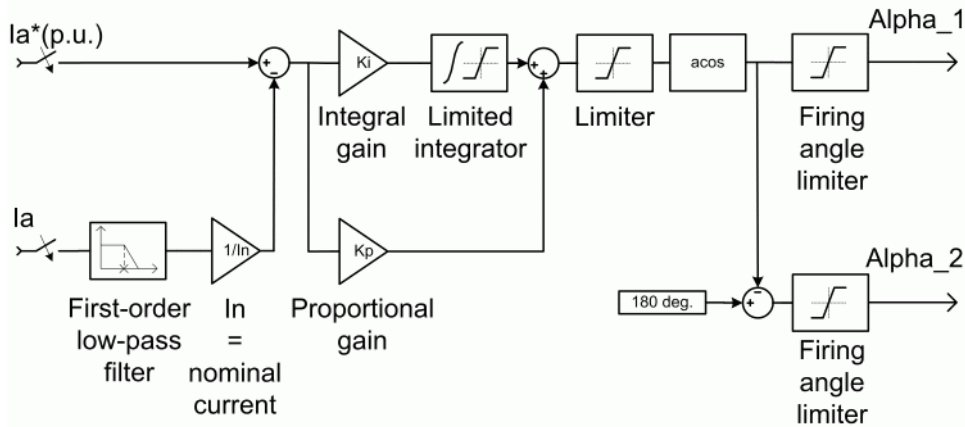 Ia*(p.u.)
Alpha_1
+
−
Ki
+
+
acos
Integral
gain
Limited
integrator
Limiter
Firing
angle
limiter
Ia
1/In
Kp
Alpha_2
First-order
low-pass
filter
In
=
nominal
current
Proportional
gain
180 deg.
+
−
Firing
angle
limiter